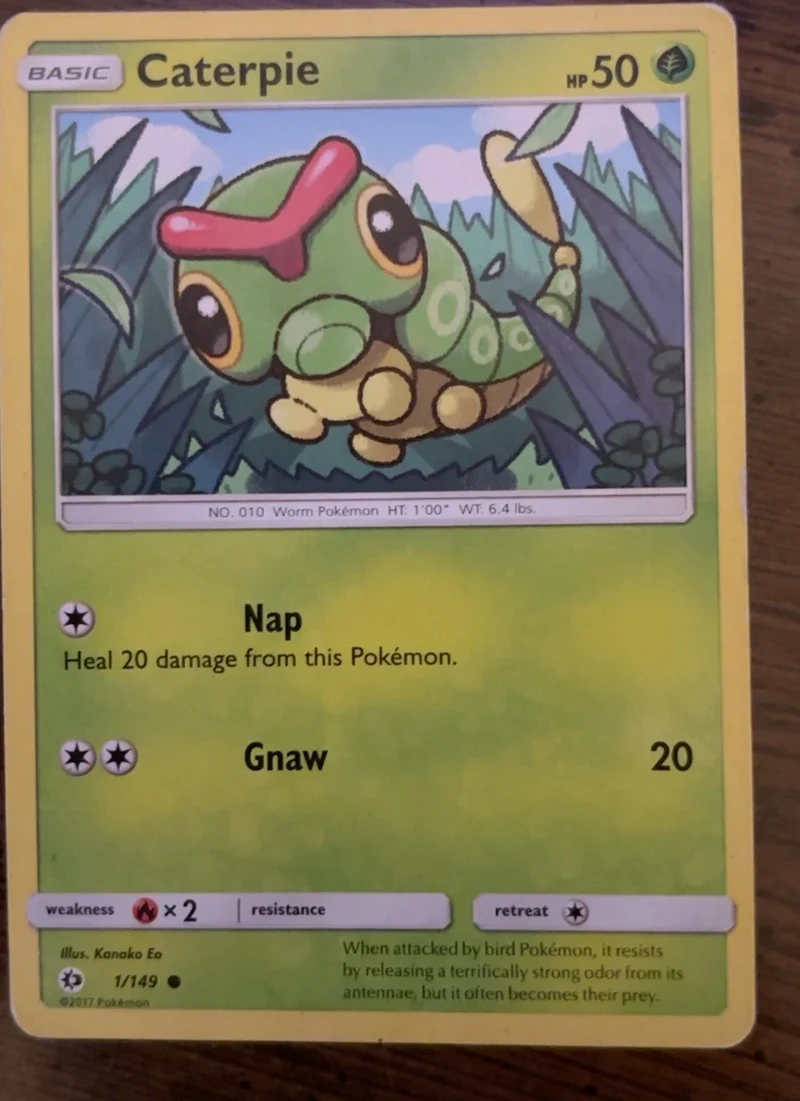 BASIC Caterpie HP 50
NO. 010 Worm Pokémon HT: 1'00" WT: 6.4 lbs.
Nap
Heal 20 damage from this Pokémon.
Gnaw 20
weakness ×2 resistance retreat
Illus. Kanako Eo
1/149
©2017 Pokémon
When attacked by bird Pokémon, it resists
by releasing a terrifically strong odor from its
antennae, but it often becomes their prey.